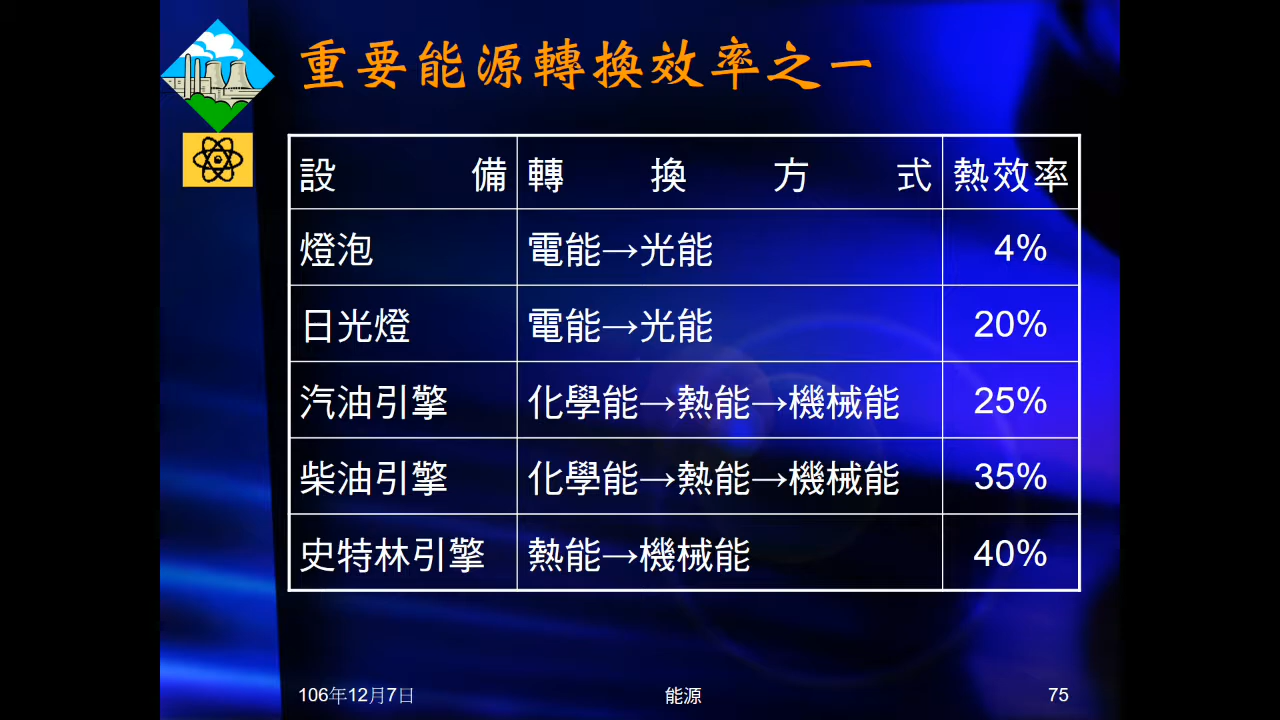 重要能源轉換效率之一
設備 轉換方式 熱效率
燈泡 電能→光能 4%
日光燈 電能→光能 20%
汽油引擎 化學能→熱能→機械能 25%
柴油引擎 化學能→熱能→機械能 35%
史特林引擎 熱能→機械能 40%
106年12月7日 能源 75